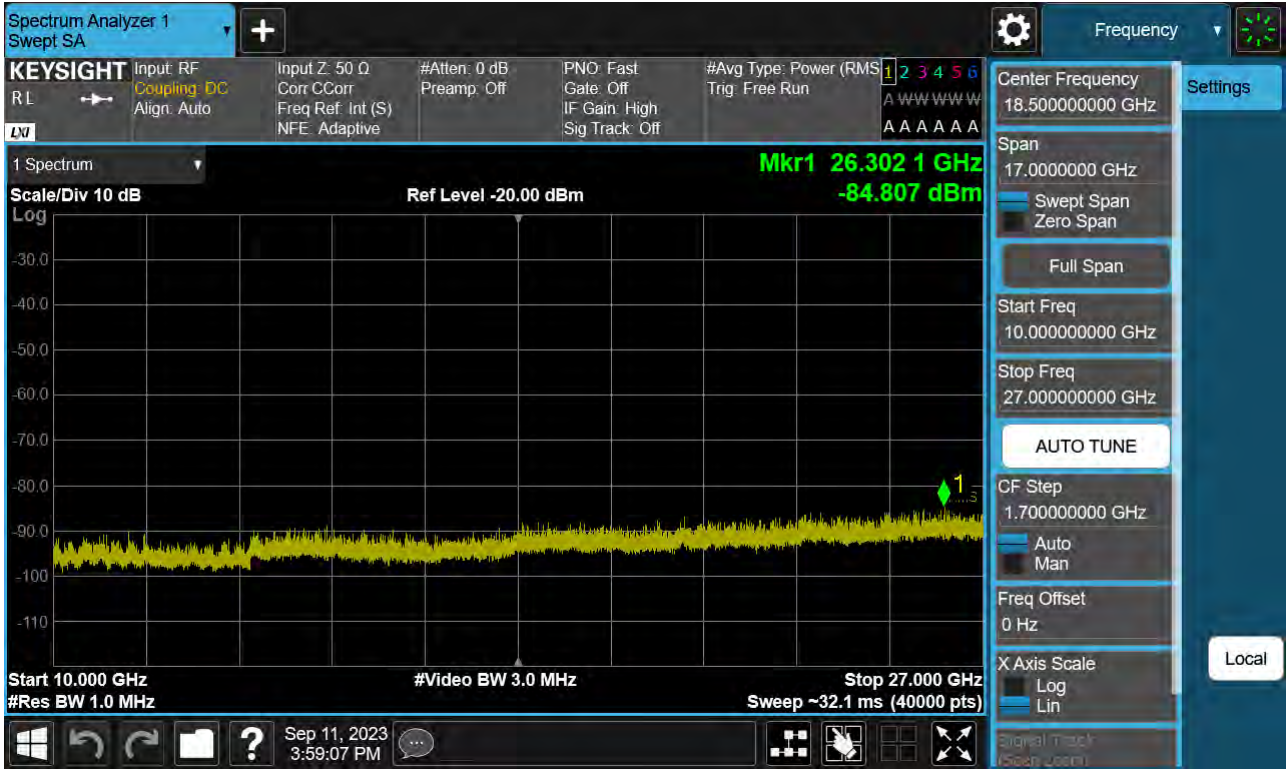 Spectrum Analyzer 1
Swept SA
Frequency
KEYSIGHT
R L
LXI
Input: RF
Coupling: DC
Align: Auto
Input Z: 50 Ω
Corr CCorr
Freq Ref: Int (S)
NFE: Adaptive
#Atten: 0 dB
Preamp: Off
PNO: Fast
Gate: Off
IF Gain: High
Sig Track: Off
#Avg Type: Power (RMS
Trig: Free Run
1 2 3 4 5 6
A W W W W W
A A A A A A
1 Spectrum
Mkr1 26.302 1 GHz
Scale/Div 10 dB
Ref Level -20.00 dBm
-84.807 dBm
Log
-30.0
-40.0
-50.0
-60.0
-70.0
-80.0
-90.0
-100
-110
1
Start 10.000 GHz
#Video BW 3.0 MHz
Stop 27.000 GHz
#Res BW 1.0 MHz
Sweep ~32.1 ms (40000 pts)
Center Frequency
18.500000000 GHz
Settings
Span
17.0000000 GHz
Swept Span
Zero Span
Full Span
Start Freq
10.000000000 GHz
Stop Freq
27.000000000 GHz
AUTO TUNE
CF Step
1.700000000 GHz
Auto
Man
Freq Offset
0 Hz
X Axis Scale
Log
Lin
Local
Signal Track
(Span Zoom)
?
Sep 11, 2023
3:59:07 PM